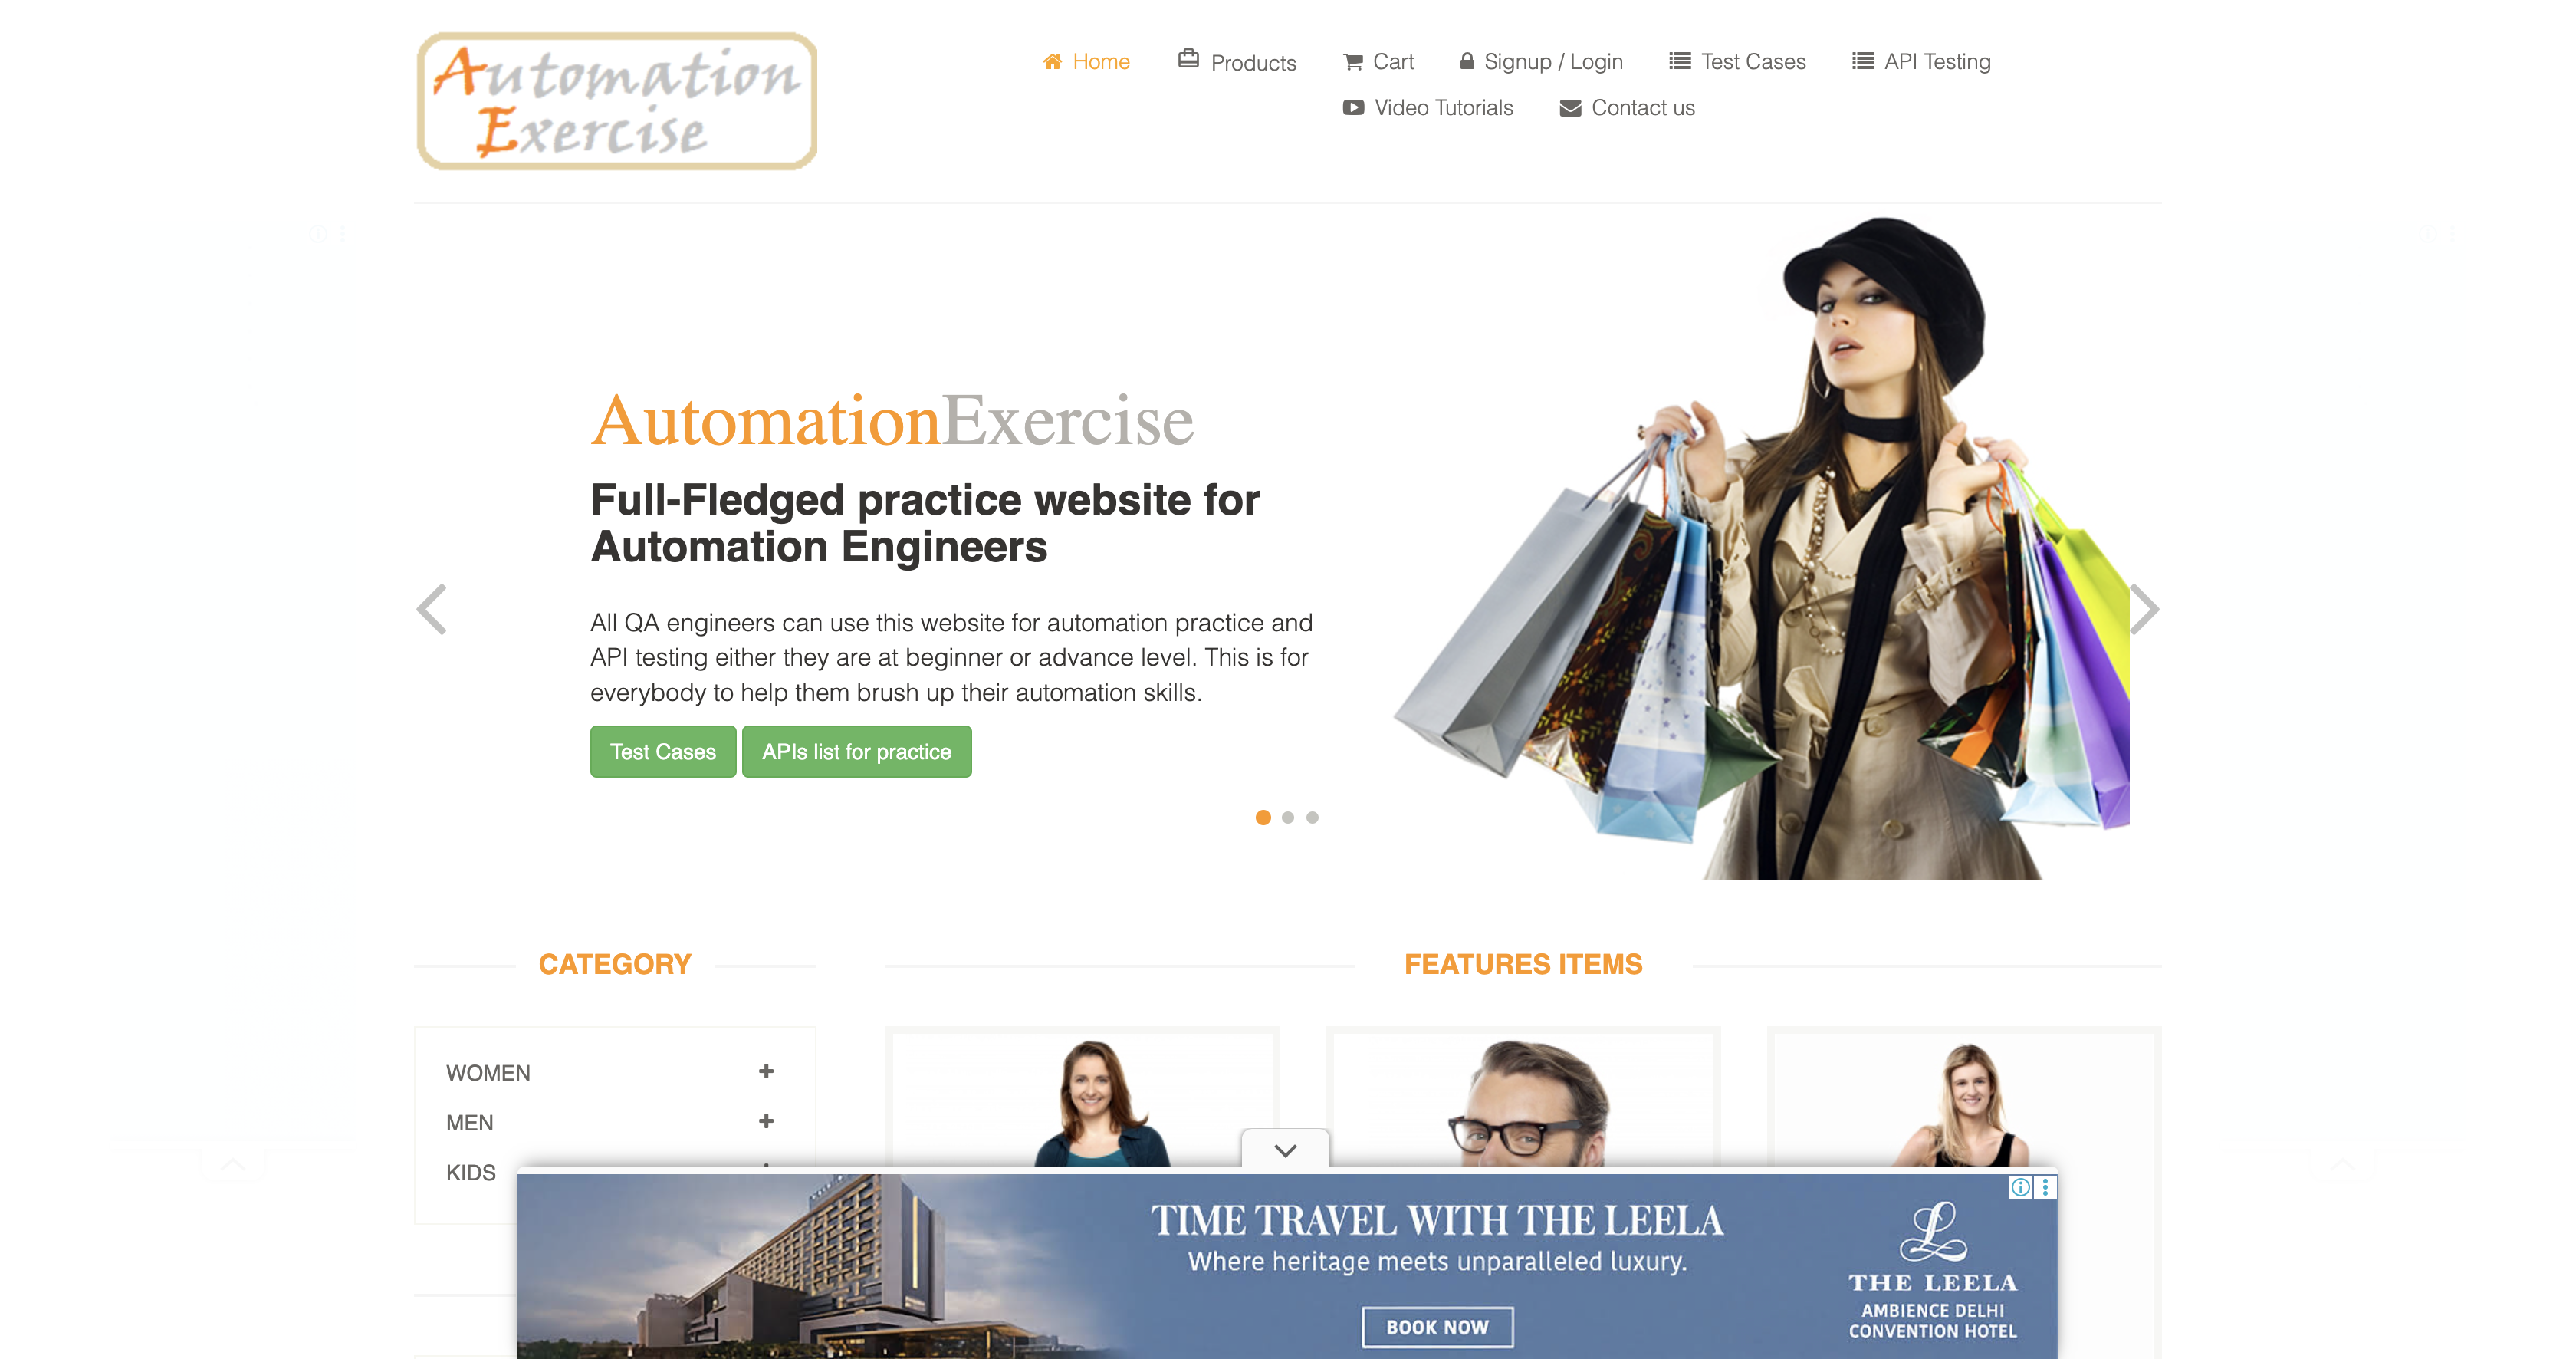 Automation
Exercise
Home
Products
Cart
Signup / Login
Test Cases
API Testing
Video Tutorials
Contact us
AutomationExercise
Full-Fledged practice website for
Automation Engineers
All QA engineers can use this website for automation practice and
API testing either they are at beginner or advance level. This is for
everybody to help them brush up their automation skills.
Test Cases
APIs list for practice
CATEGORY
FEATURES ITEMS
WOMEN
MEN
KIDS
TIME TRAVEL WITH THE LEELA
Where heritage meets unparalleled luxury.
BOOK NOW
THE LEELA
AMBIENCE DELHI
CONVENTION HOTEL